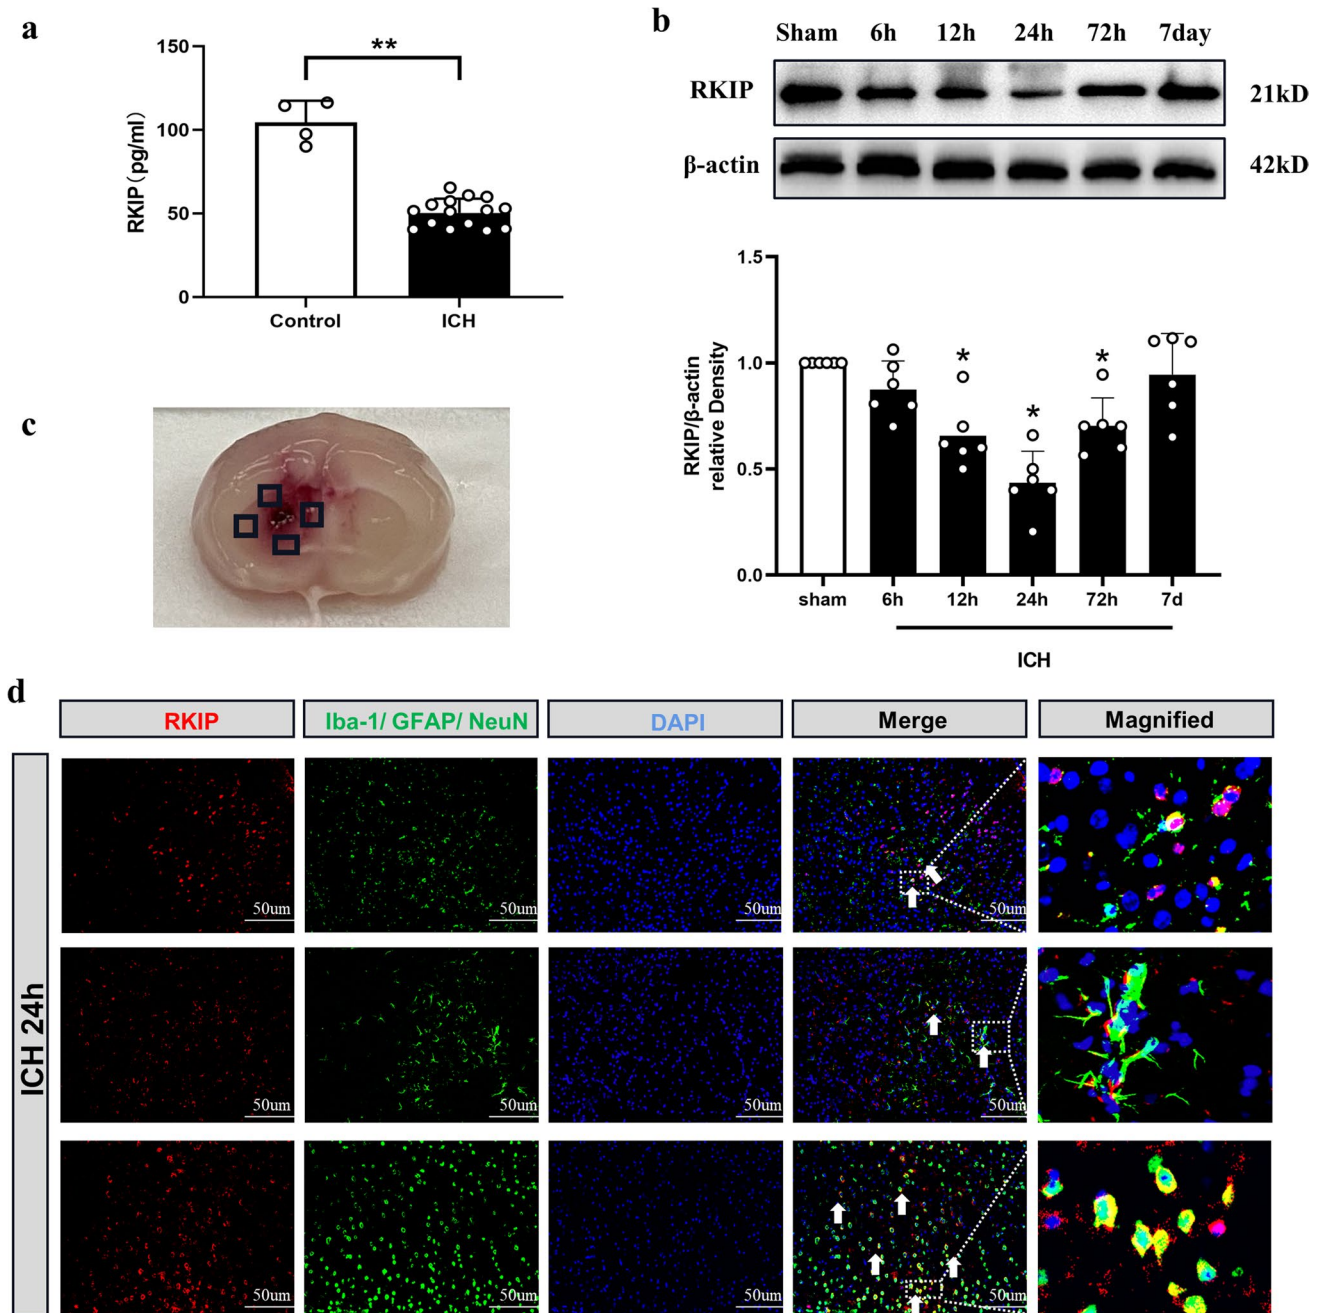 a
150
100
50
0
RKIP(pg/ml)
**
Control
ICH
b
Sham 6h 12h 24h 72h 7day
RKIP
21kD
β-actin
42kD
1.5
1.0
0.5
0.0
RKIP/β-actin
relative Density
*
*
*
sham 6h 12h 24h 72h 7d
ICH
c
d
RKIP
Iba-1/ GFAP/ NeuN
DAPI
Merge
Magnified
ICH 24h
50um
50um
50um
50um
50um
50um
50um
50um
50um
50um
50um
50um